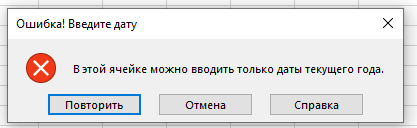 Ошибка! Введите дату
В этой ячейке можно вводить только даты текущего года.
Повторить
Отмена
Справка